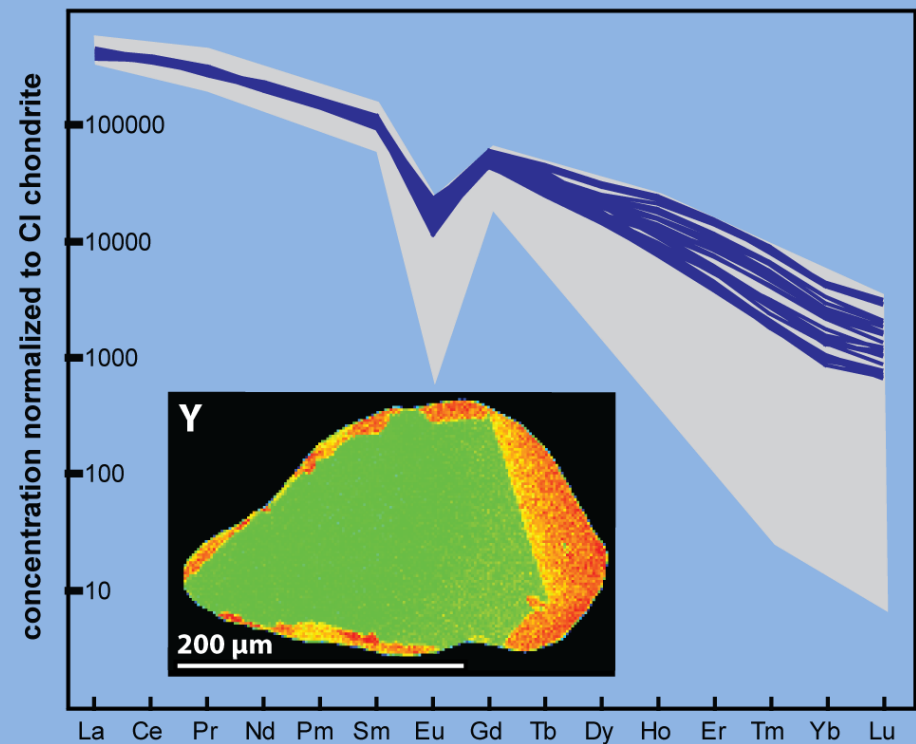 concentration normalized to CI chondrite
100000
10000
1000
100
10
Y
200 µm
La Ce Pr Nd Pm Sm Eu Gd Tb Dy Ho Er Tm Yb Lu